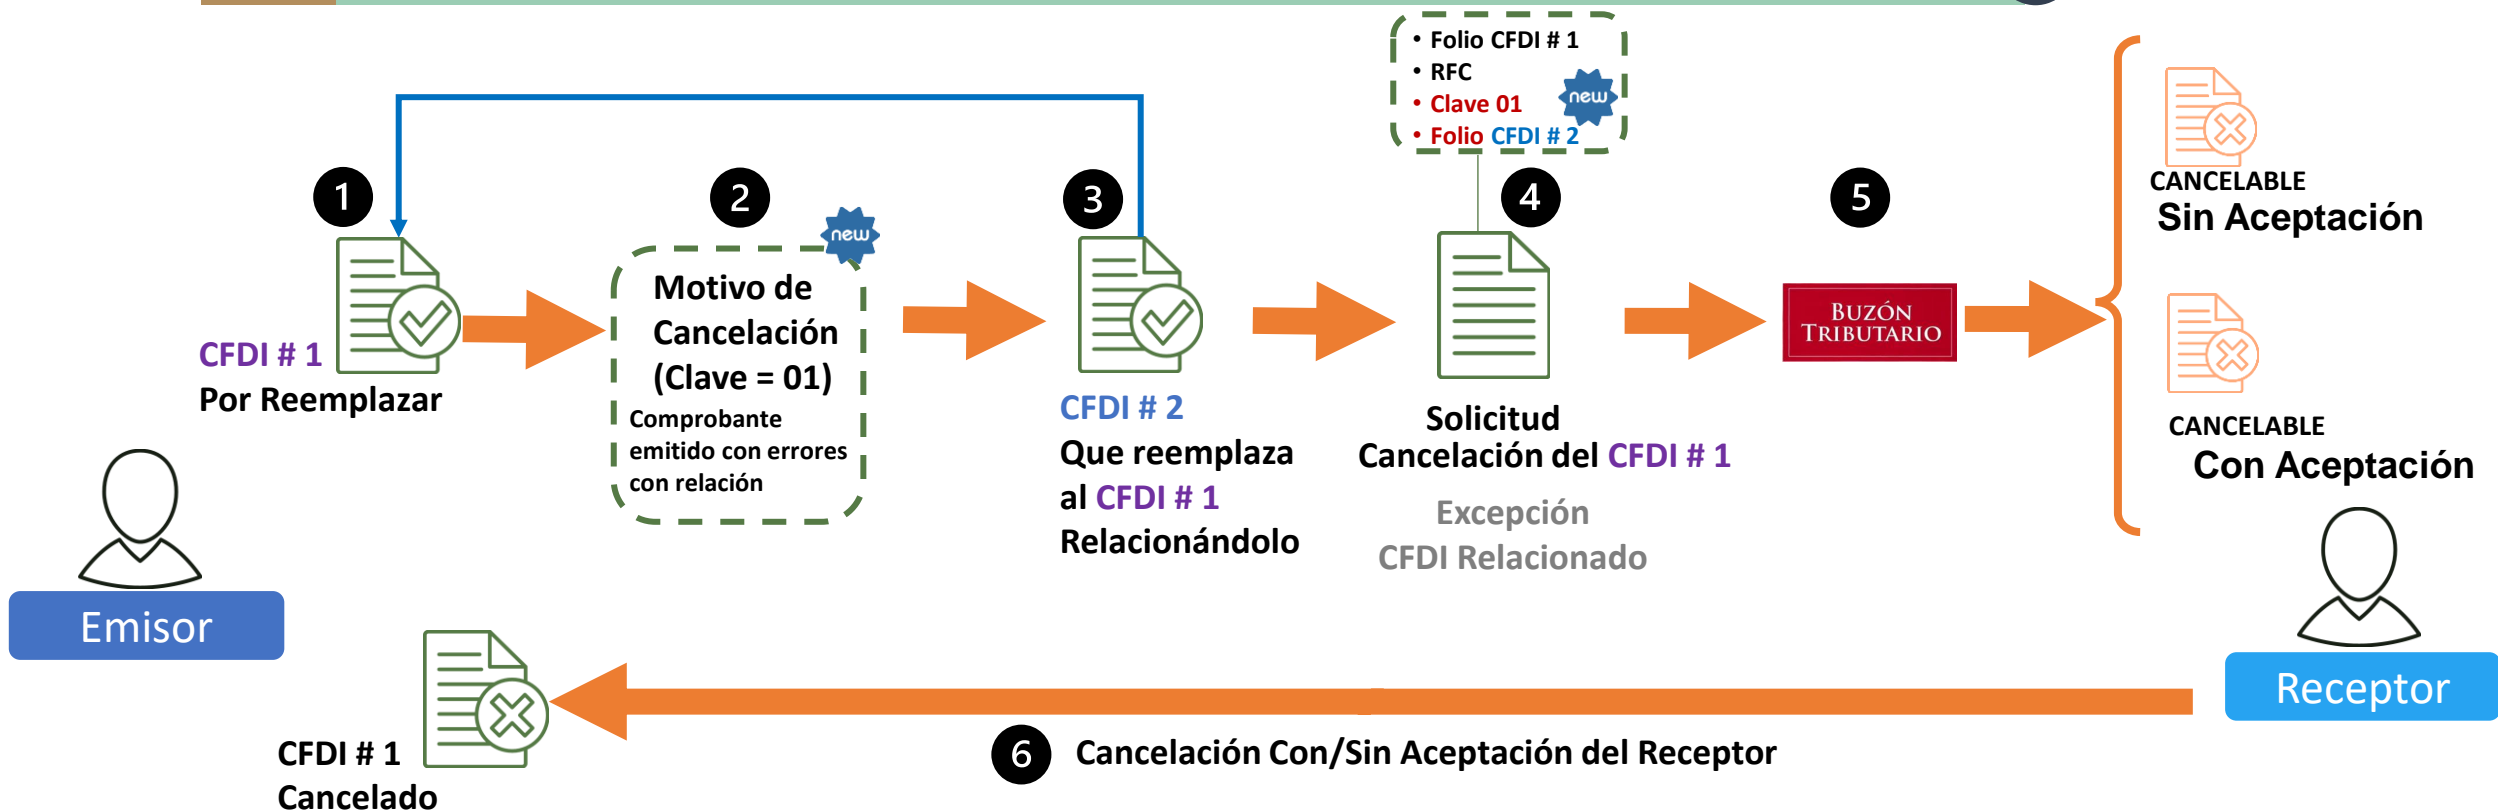 • Folio CFDI # 1
• RFC
• Clave 01
• Folio CFDI # 2
new
1
2
3
4
5
new
CFDI # 1
Por Reemplazar
Motivo de
Cancelación
(Clave = 01)
Comprobante
emitido con errores
con relación
CFDI # 2
Que reemplaza
al CFDI # 1
Relacionándolo
Solicitud
Cancelación del CFDI # 1
Excepción
CFDI Relacionado
BUZÓN
TRIBUTARIO
CANCELABLE
Sin Aceptación
CANCELABLE
Con Aceptación
Emisor
Receptor
CFDI # 1
Cancelado
6 Cancelación Con/Sin Aceptación del Receptor